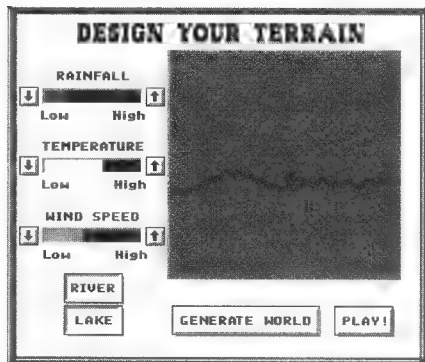 DESIGN YOUR TERRAIN
RAINFALL
Low High
TEMPERATURE
Low High
WIND SPEED
Low High
RIVER
LAKE
GENERATE WORLD
PLAY!